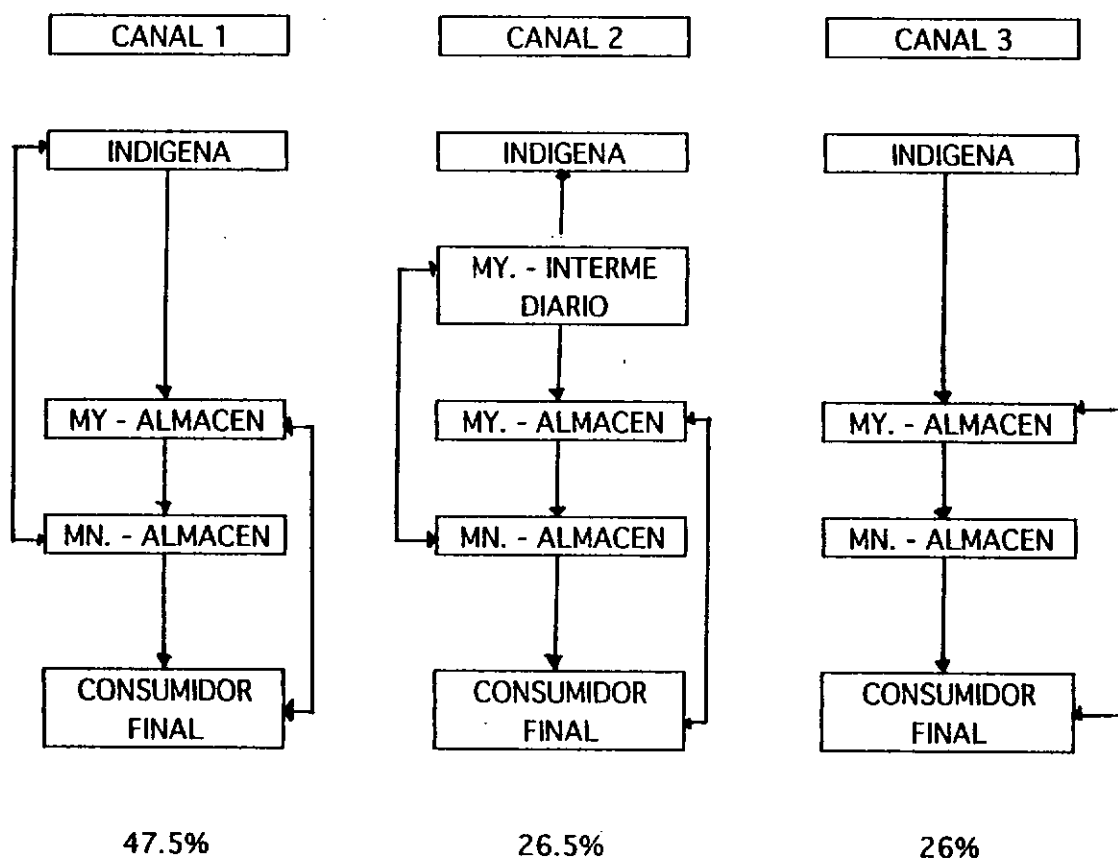 CANAL 1
INDIGENA
MY - ALMACEN
MN. - ALMACEN
CONSUMIDOR
FINAL
47.5%
CANAL 2
INDIGENA
MY. - INTERME
DIARIO
MY. - ALMACEN
MN. - ALMACEN
CONSUMIDOR
FINAL
26.5%
CANAL 3
INDIGENA
MY. - ALMACEN
MN. - ALMACEN
CONSUMIDOR
FINAL
26%